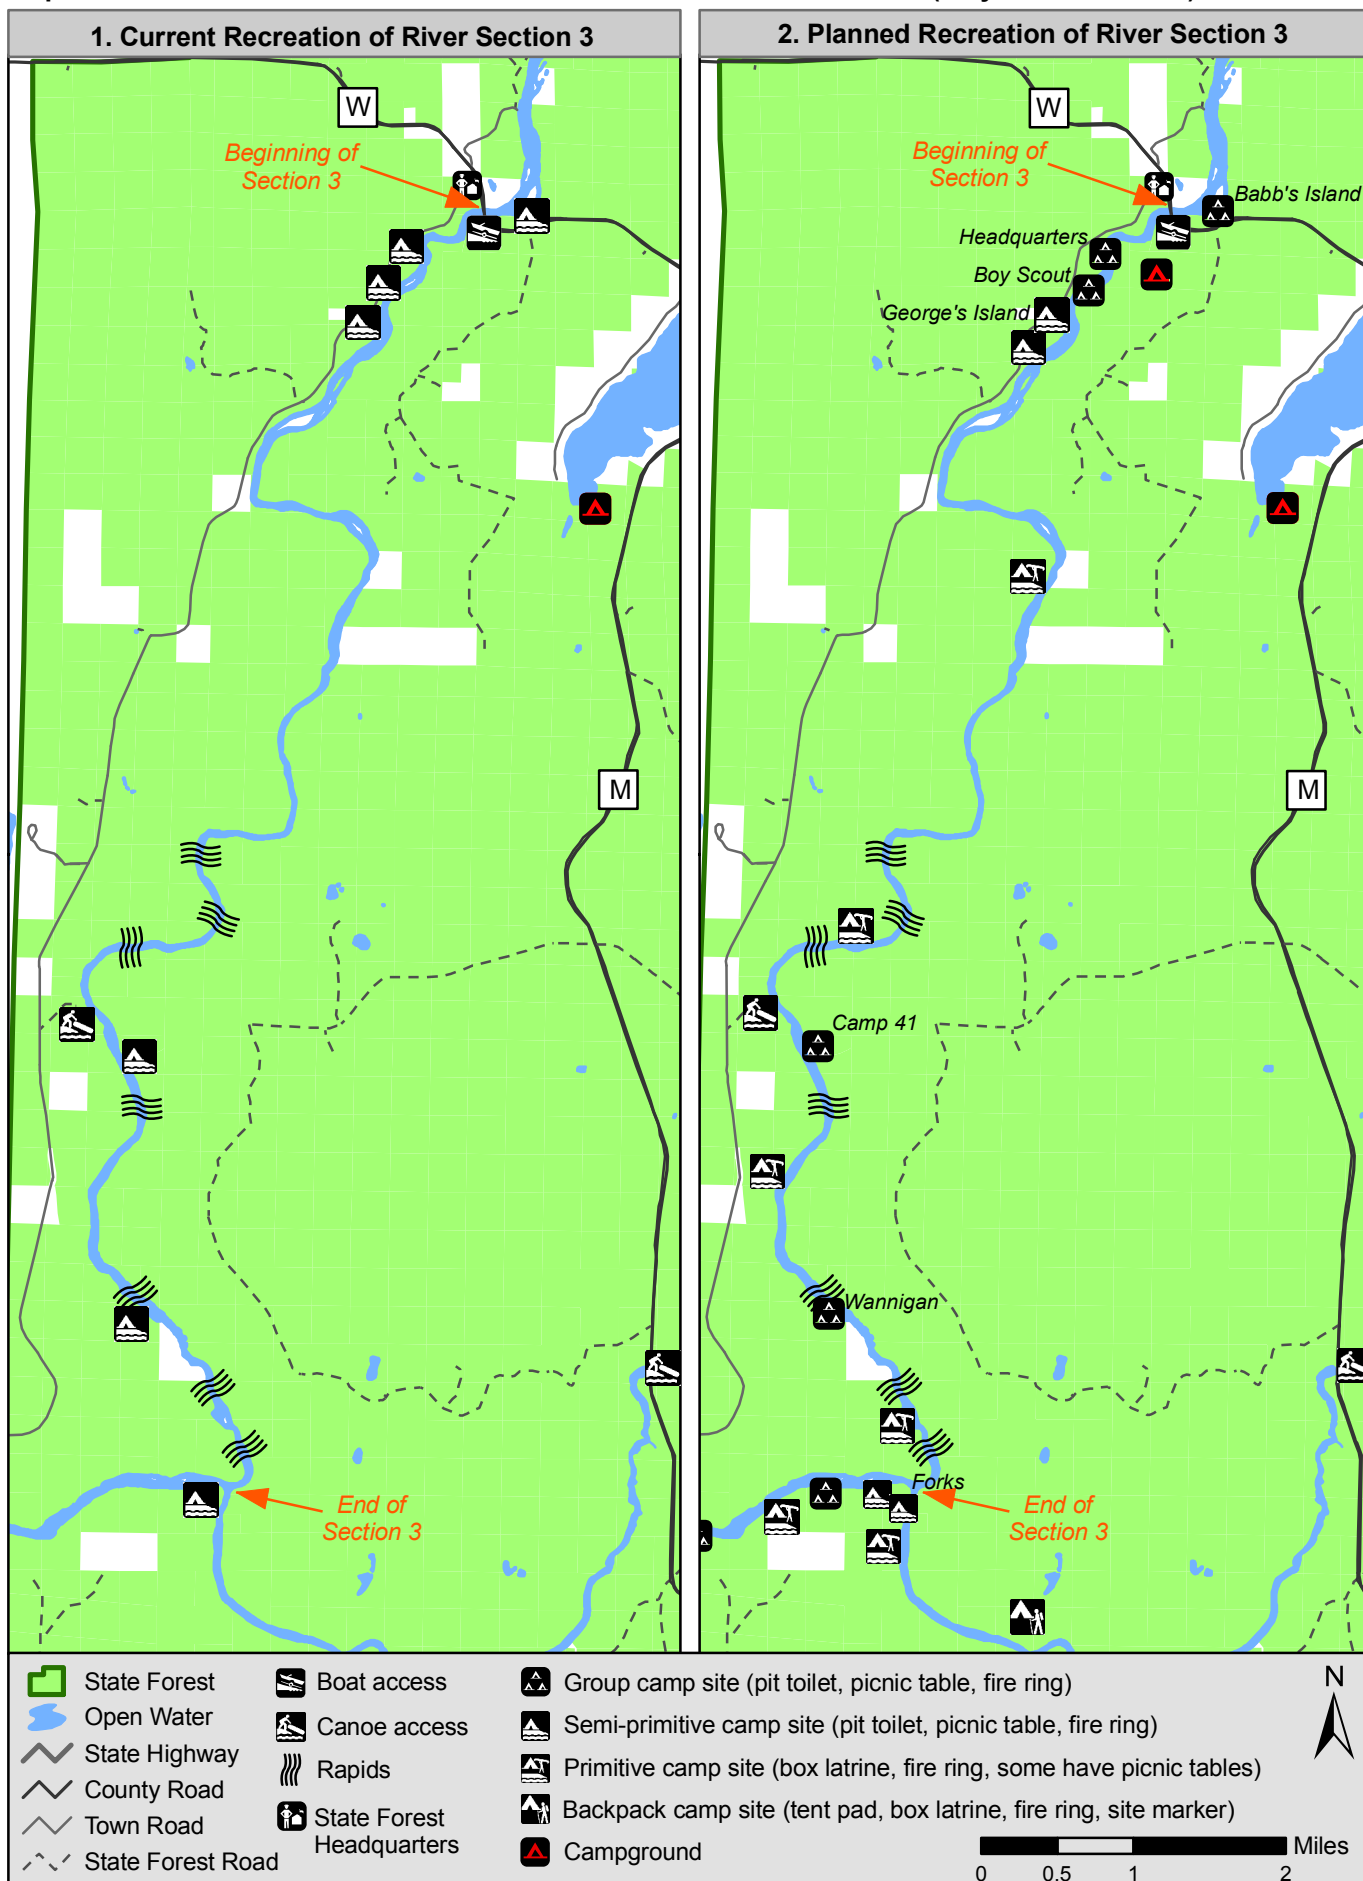 1. Current Recreation of River Section 3
2. Planned Recreation of River Section 3
W
Beginning of
Section 3
M
End of
Section 3
W
Beginning of
Section 3
Babb's Island
Headquarters
Boy Scout
George's Island
M
Camp 41
Wannigan
Forks
End of
Section 3
State Forest
Open Water
State Highway
County Road
Town Road
State Forest Road
Boat access
Canoe access
Rapids
State Forest
Headquarters
Group camp site (pit toilet, picnic table, fire ring)
Semi-primitive camp site (pit toilet, picnic table, fire ring)
Primitive camp site (box latrine, fire ring, some have picnic tables)
Backpack camp site (tent pad, box latrine, fire ring, site marker)
Campground
N
Miles
0 0.5 1 2